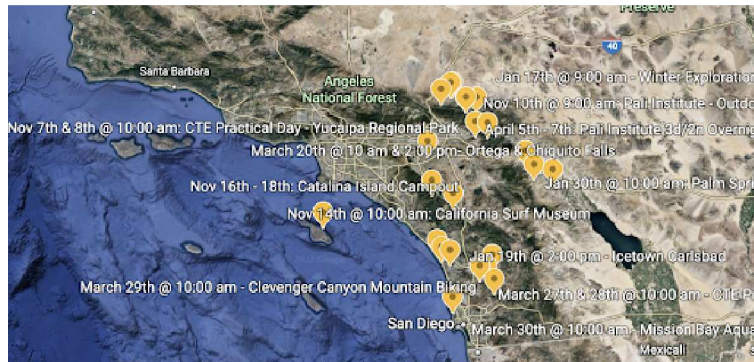 Preserve
40
Santa Barbara
Angeles
National Forest
Jan 17th @ 9:00 am - Winter Exploration
Nov 10th @ 9:00 am: Pali Institute - Outdo
Nov 7th & 8th @ 10:00 am: CTE Practical Day - Yucaipa Regional Park
April 5th - 7th: Pali Institute 3d/2n Overnig
March 20th @ 10 am & 2:00 pm- Ortega & Chiquito Falls
Jan 30th @ 10:00 am: Palm Spri
Nov 16th - 18th: Catalina Island Campout
Nov 14th @ 10:00 am: California Surf Museum
Jan 19th @ 2:00 pm - Icetown Carlsbad
March 29th @ 10:00 am - Clevenger Canyon Mountain Biking
March 27th & 28th @ 10:00 am - CTE P
San Diego
March 30th @ 10:00 am - Mission Bay Aqua
Mexicali